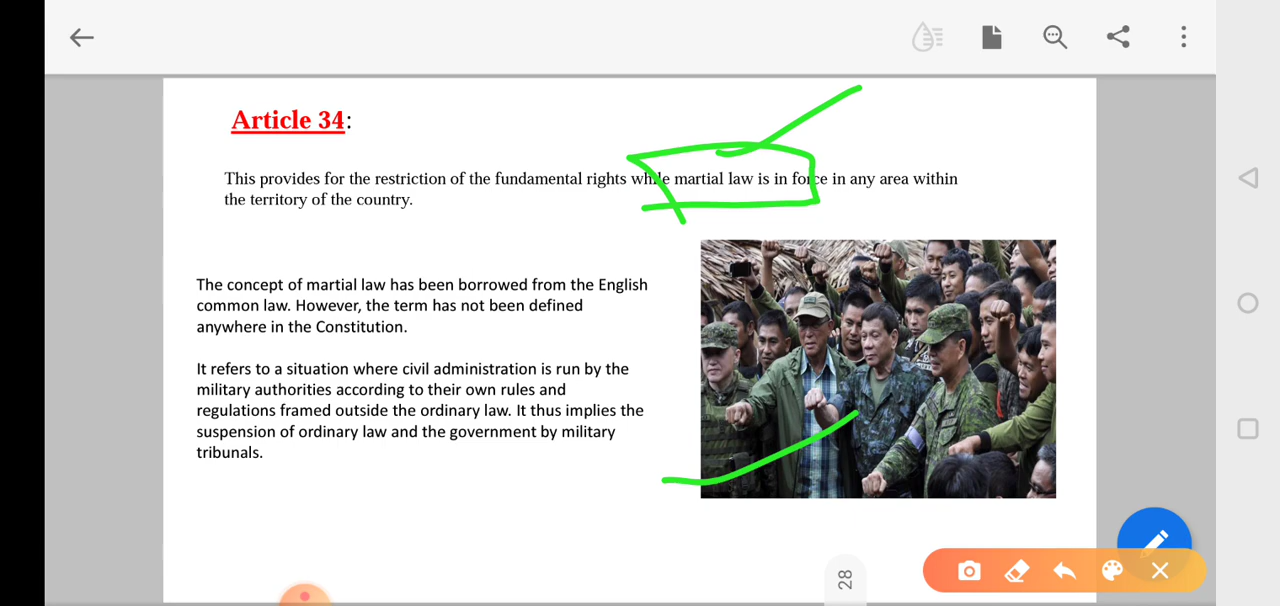 Article 34:
This provides for the restriction of the fundamental rights while martial law is in force in any area within
the territory of the country.
The concept of martial law has been borrowed from the English
common law. However, the term has not been defined
anywhere in the Constitution.
It refers to a situation where civil administration is run by the
military authorities according to their own rules and
regulations framed outside the ordinary law. It thus implies the
suspension of ordinary law and the government by military
tribunals.
28